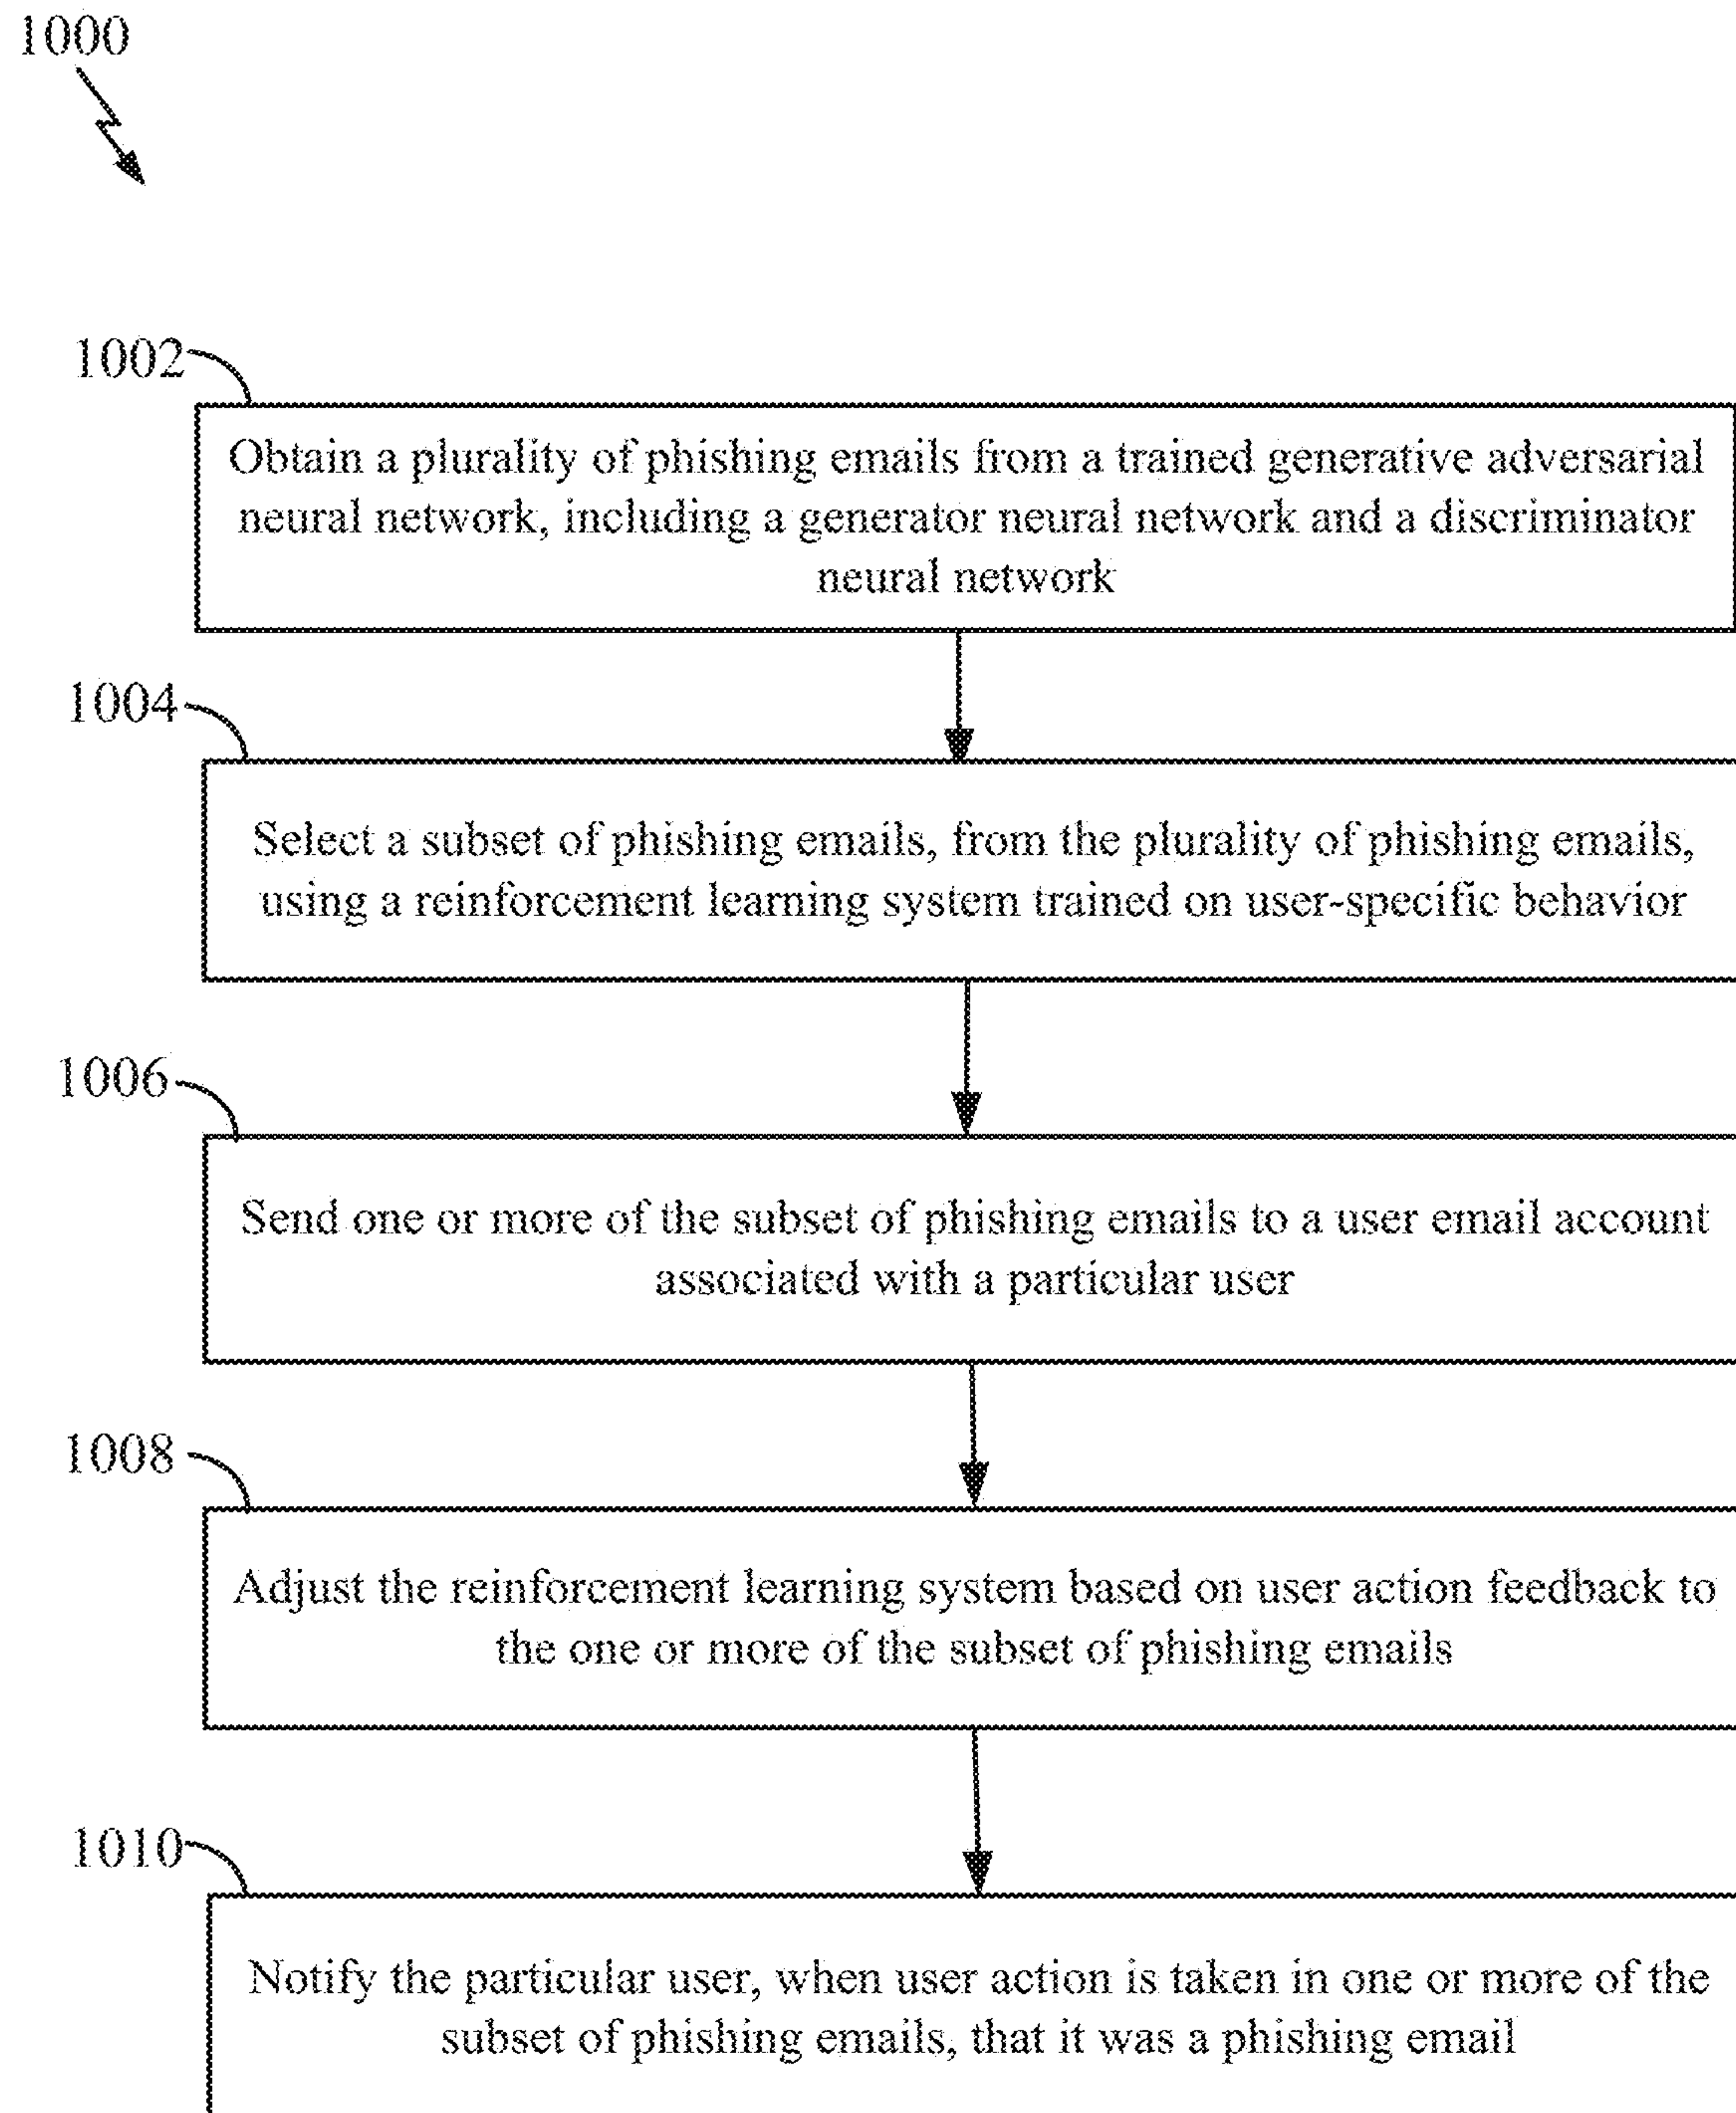 1000
1002
Obtain a plurality of phishing emails from a trained generative adversarial
neural network, including a generator neural network and a discriminator
neural network
1004
Select a subset of phishing emails, from the plurality of phishing emails,
using a reinforcement learning system trained on user-specific behavior
1006
Send one or more of the subset of phishing emails to a user email account
associated with a particular user
1008
Adjust the reinforcement learning system based on user action feedback to
the one or more of the subset of phishing emails
1010
Notify the particular user, when user action is taken in one or more of the
subset of phishing emails, that it was a phishing email